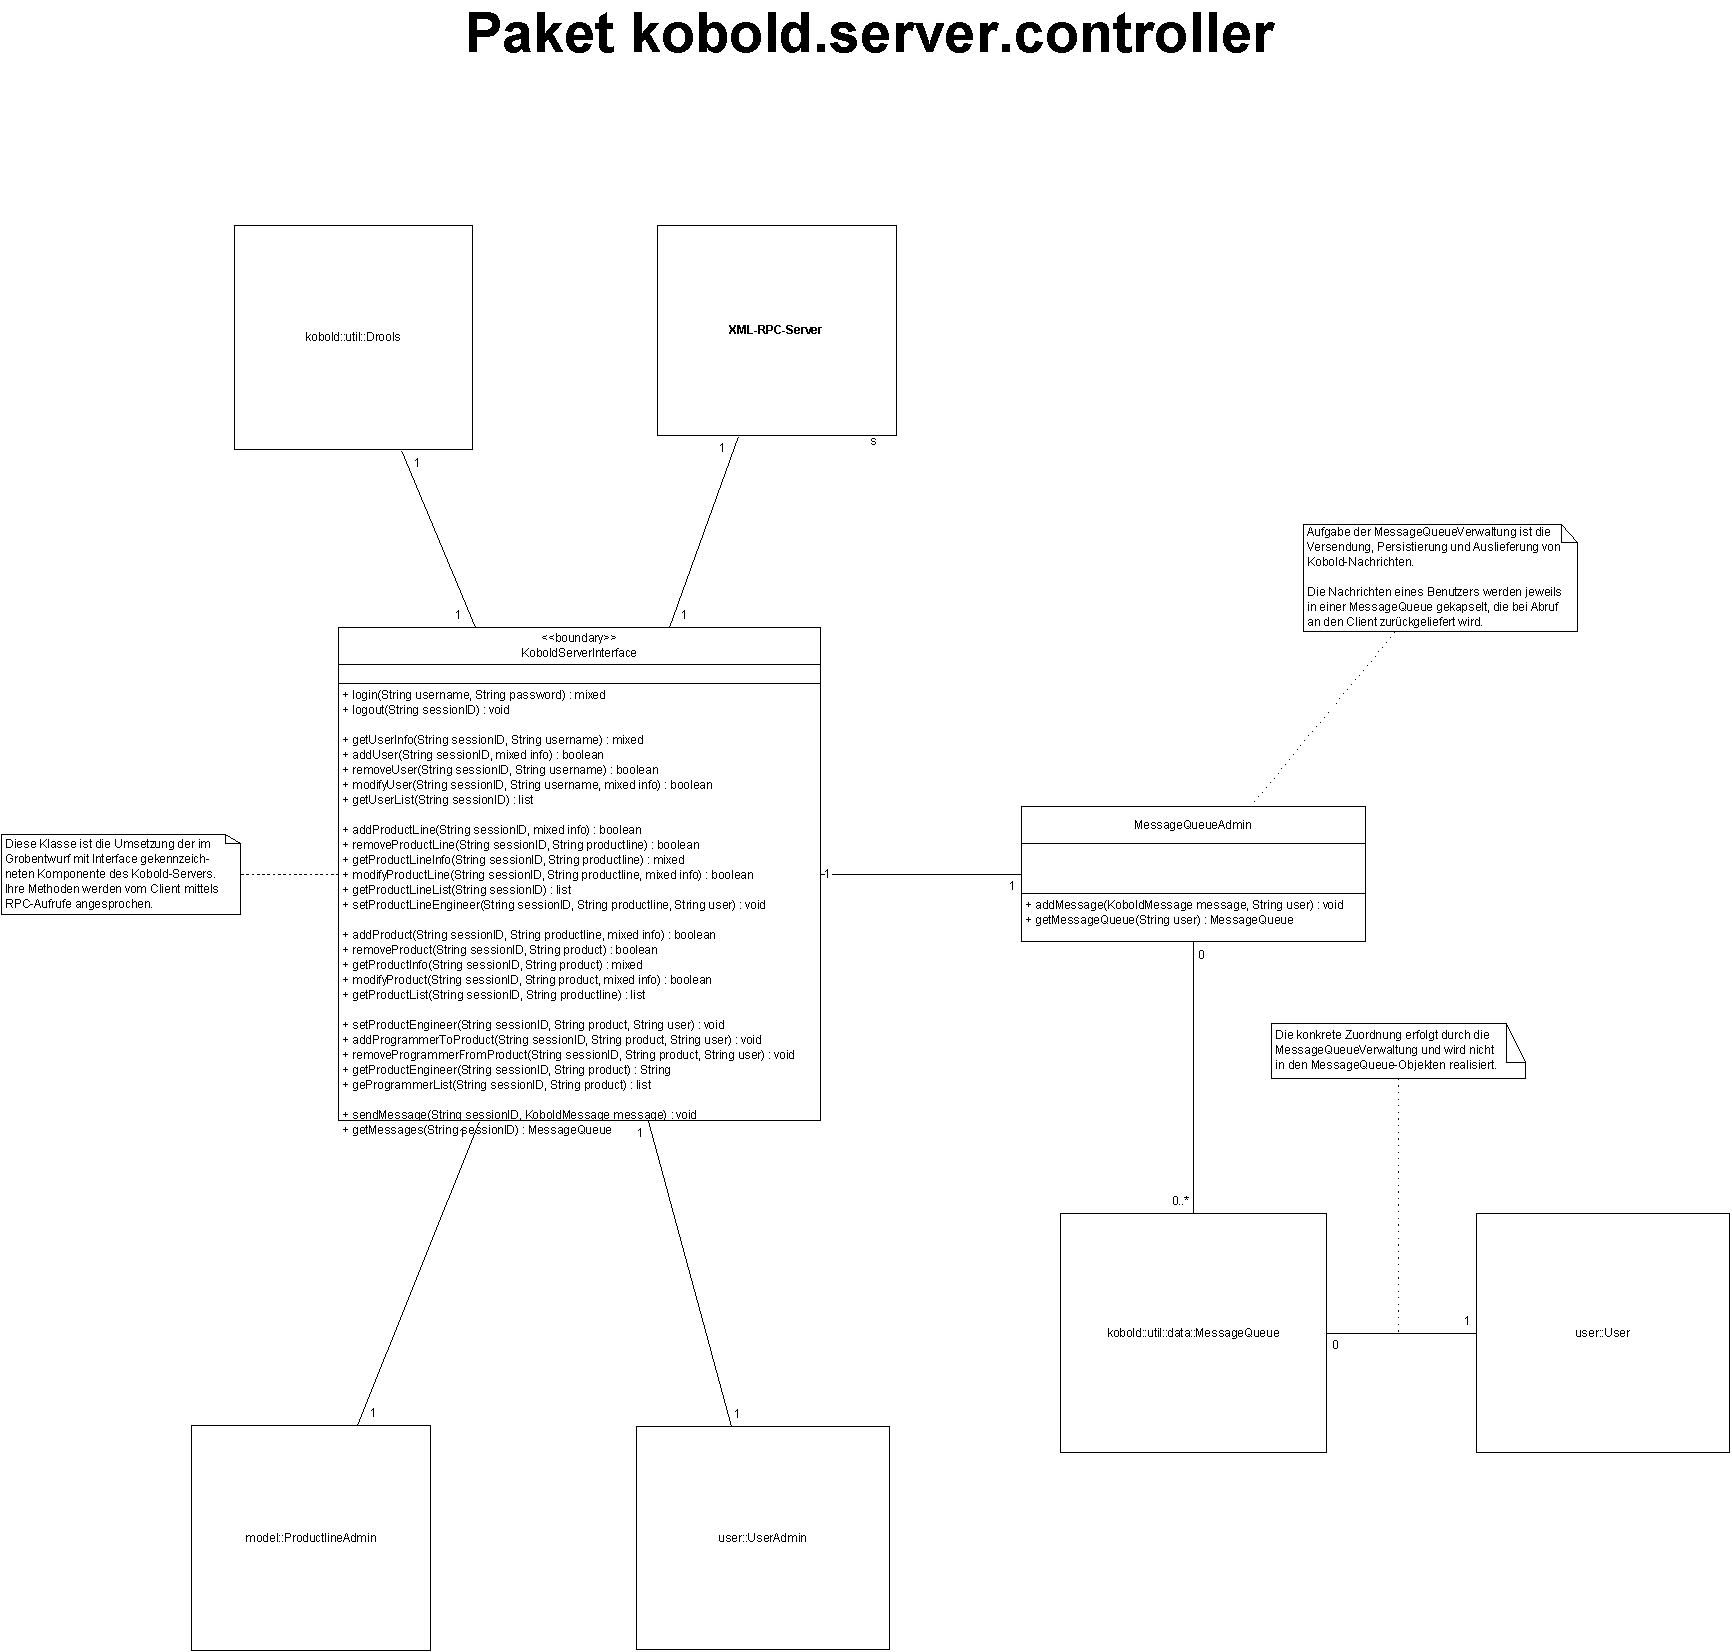 Paket kobold.server.controller
kobold::util::Drools
XML-RPC-Server
s
1
1
1
1
Aufgabe der MessageQueueVerwaltung ist die
Versendung, Persistierung und Auslieferung von
Kobold-Nachrichten.
Die Nachrichten eines Benutzers werden jeweils
in einer MessageQueue gekapselt, die bei Abruf
an den Client zurückgeliefert wird.
<<boundary>>
KoboldServerInterface
+ login(String username, String password) : mixed
+ logout(String sessionID) : void
+ getUserInfo(String sessionID, String username) : mixed
+ addUser(String sessionID, mixed info) : boolean
+ removeUser(String sessionID, String username) : boolean
+ modifyUser(String sessionID, String username, mixed info) : boolean
+ getUserList(String sessionID) : list
+ addProductLine(String sessionID, mixed info) : boolean
+ removeProductLine(String sessionID, String productline) : boolean
+ getProductLineInfo(String sessionID, String productline) : mixed
+ modifyProductLine(String sessionID, String productline, mixed info) : boolean
+ getProductLineList(String sessionID) : list
+ setProductLineEngineer(String sessionID, String productline, String user) : void
+ addProduct(String sessionID, String productline, mixed info) : boolean
+ removeProduct(String sessionID, String product) : boolean
+ getProductInfo(String sessionID, String product) : mixed
+ modifyProduct(String sessionID, String product, mixed info) : boolean
+ getProductList(String sessionID, String productline) : list
+ setProductEngineer(String sessionID, String product, String user) : void
+ addProgrammerToProduct(String sessionID, String product, String user) : void
+ removeProgrammerFromProduct(String sessionID, String product, String user) : void
+ getProductEngineer(String sessionID, String product) : String
+ geProgrammerList(String sessionID, String product) : list
+ sendMessage(String sessionID, KoboldMessage message) : void
+ getMessages(String sessionID) : MessageQueue
Diese Klasse ist die Umsetzung der im
Grobentwurf mit Interface gekennzeich-
neten Komponente des Kobold-Servers.
Ihre Methoden werden vom Client mittels
RPC-Aufrufe angesprochen.
1
1
MessageQueueAdmin
+ addMessage(KoboldMessage message, String user) : void
+ getMessageQueue(String user) : MessageQueue
0
0..*
Die konkrete Zuordnung erfolgt durch die
MessageQueueVerwaltung und wird nicht
in den MessageQueue-Objekten realisiert.
1
1
kobold::util::data::MessageQueue
0
1
user::User
1
1
model::ProductlineAdmin
user::UserAdmin